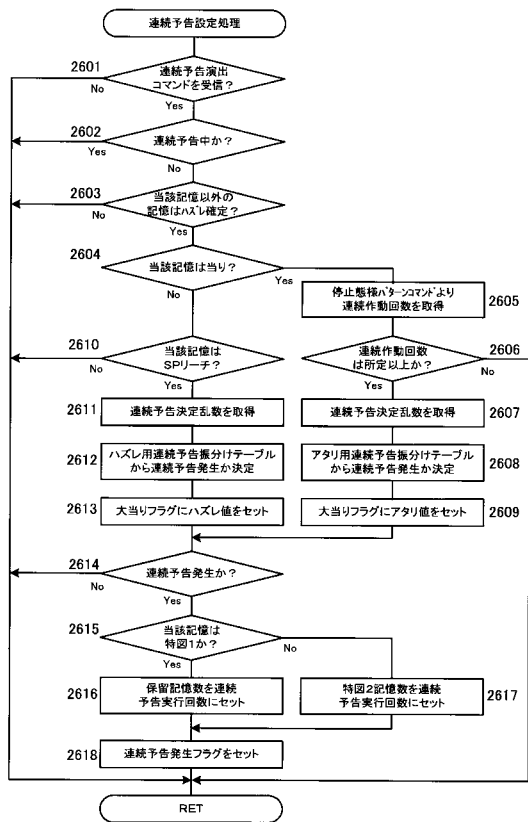 連続予告設定処理
2601
連続予告演出
コマンドを受信？
No
Yes
2602
連続予告中か？
Yes
No
2603
当該記憶以外の
記憶はハズレ確定？
No
Yes
2604
当該記憶は当り？
Yes
No
停止態様パターンコマンドより
連続作動回数を取得
2605
2610
当該記憶は
SPリーチ？
No
Yes
連続作動回数
は所定以上か？
2606
No
Yes
2611
連続予告決定乱数を取得
連続予告決定乱数を取得
2607
2612
ハズレ用連続予告振分けテーブル
から連続予告発生か決定
アタリ用連続予告振分けテーブル
から連続予告発生か決定
2608
2613
大当りフラグにハズレ値をセット
大当りフラグにアタリ値をセット
2609
2614
連続予告発生か？
No
Yes
2615
当該記憶は
特図1か？
No
Yes
2616
保留記憶数を連続
予告実行回数にセット
特図2記憶数を連続
予告実行回数にセット
2617
2618
連続予告発生フラグをセット
RET